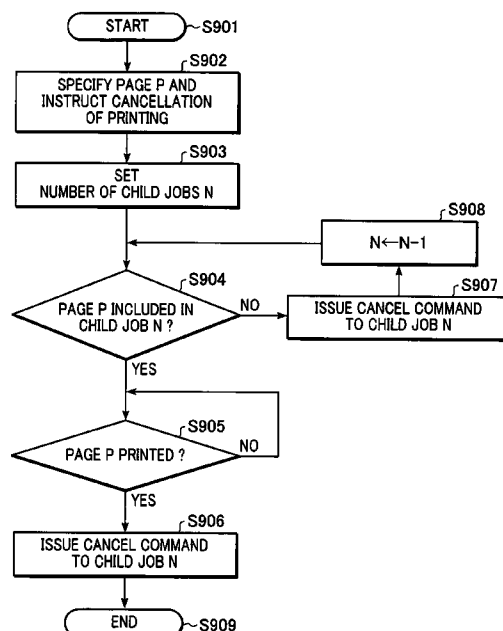 START
S901
S902
SPECIFY PAGE P AND
INSTRUCT CANCELLATION
OF PRINTING
S903
SET
NUMBER OF CHILD JOBS N
S908
N←N-1
S904
PAGE P INCLUDED IN
CHILD JOB N ?
NO
S907
ISSUE CANCEL COMMAND
TO CHILD JOB N
YES
S905
PAGE P PRINTED ?
NO
YES
S906
ISSUE CANCEL COMMAND
TO CHILD JOB N
END
S909